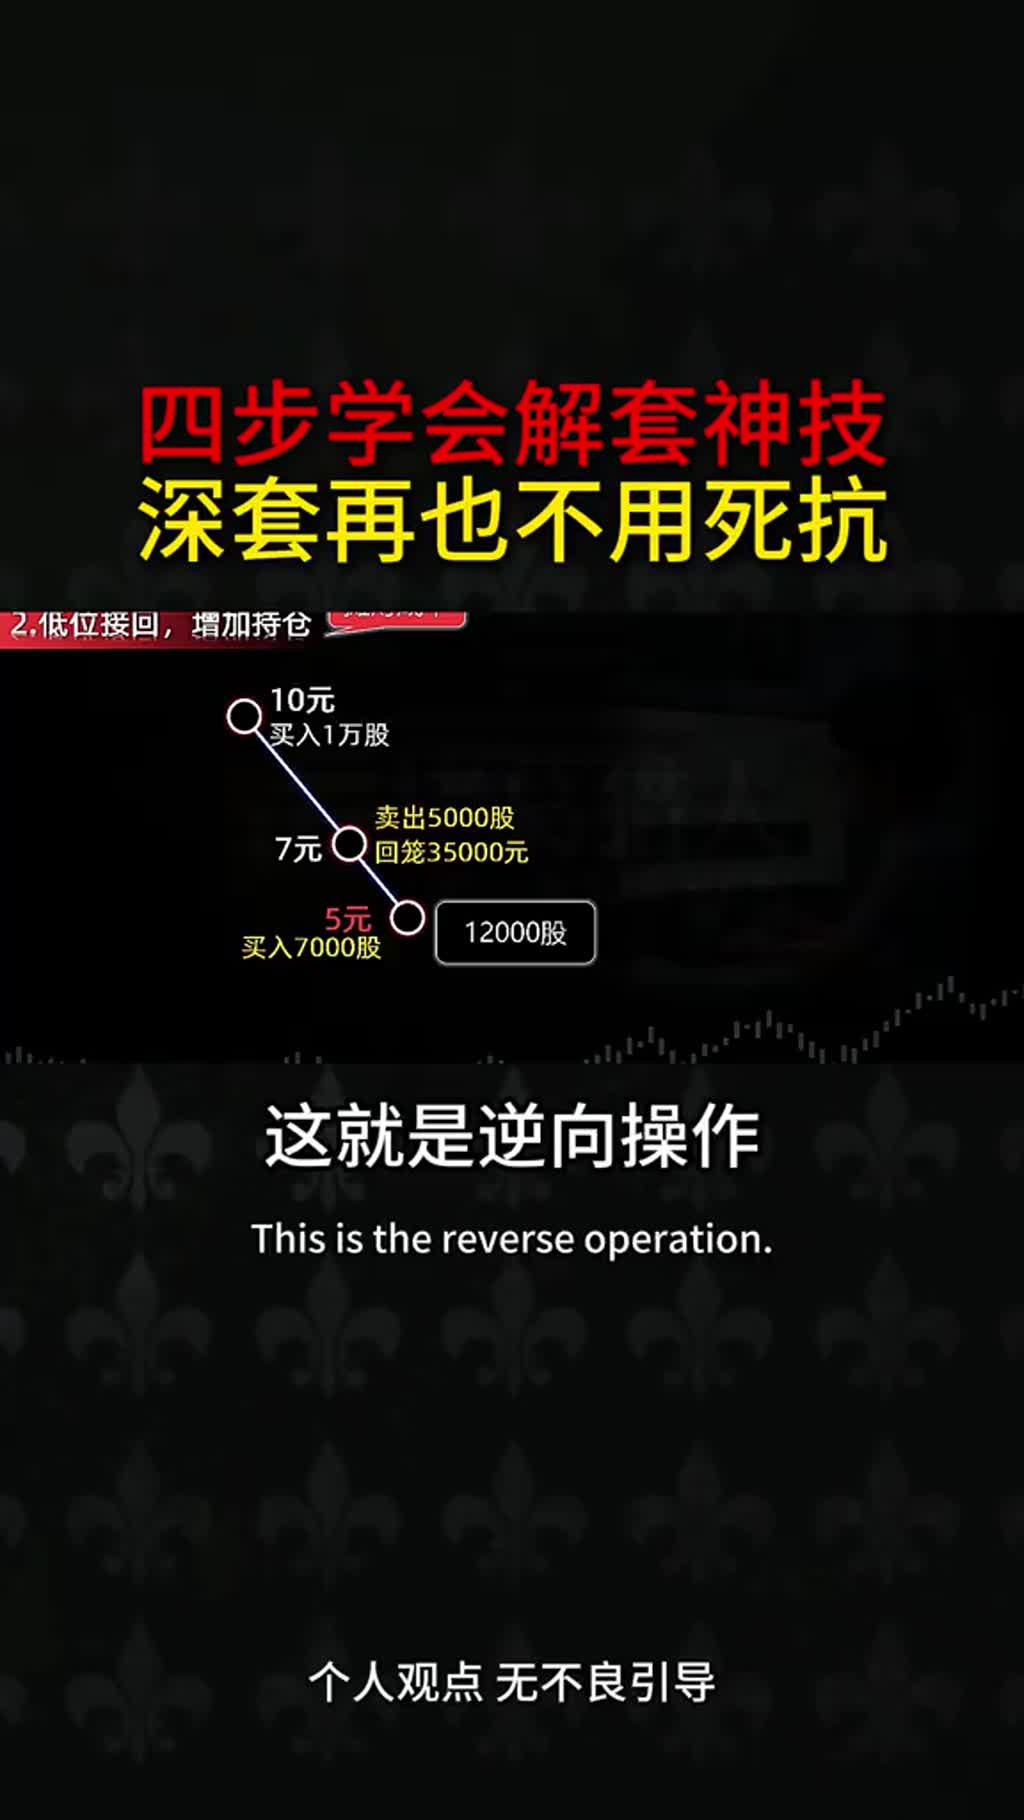 四步学会解套神技
深套再也不用死抗
2.低位接回，增加持仓
10元
买入1万股
卖出5000股
7元
回笼35000元
5元
买入7000股
12000股
这就是逆向操作
This is the reverse operation.
个人观点 无不良引导